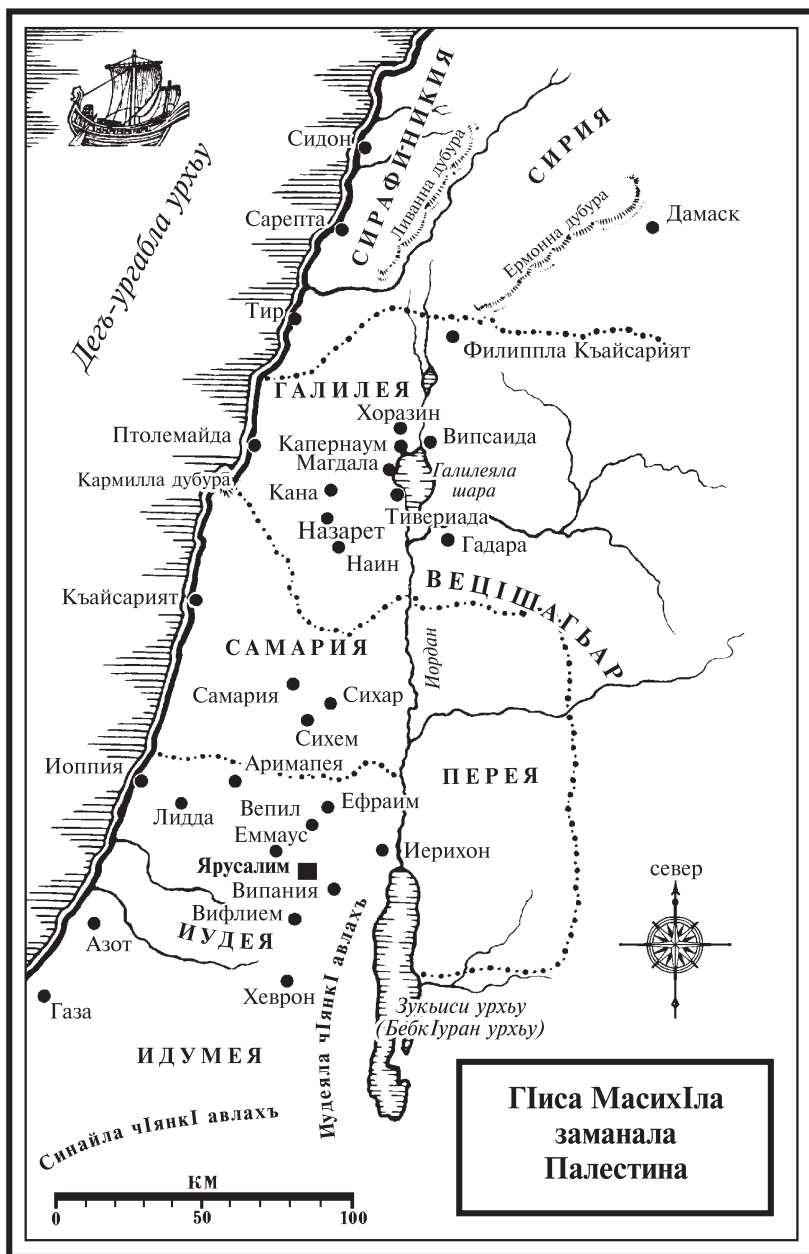 Сидон
СИРАФИНИКИЯ
Ливанна дубура
СИРИЯ
Сарепта
Ермонна дубура
Дамаск
Дегъ-ургабла урхьу
Тир
Филиппла Къайсарият
ГАЛИЛЕЯ
Хоразин
Птолемайда
Капернаум
Випсаида
Магдала
Галилеяла
шара
Кармилла дубура
Кана
Тивериада
Назарет
Гадара
Наин
ВЕЦIШАГЬАР
Къайсарият
САМАРИЯ
Иордан
Самария
Сихар
Сихем
Иоппия
Аримапея
ПЕРЕЯ
Лидда
Вепил
Ефраим
Еммаус
Ярусалим
Иерихон
север
Випания
Вифлием
ИУДЕЯ
Азот
Иудеяла чIянкI авлахъ
Хеврон
Газа
Зукьиси урхьу
(БебкIуран урхьу)
ИДУМЕЯ
Синайла чIянкI авлахъ
ГIиса МасихIла
заманала
Палестина
КМ
0 50 100